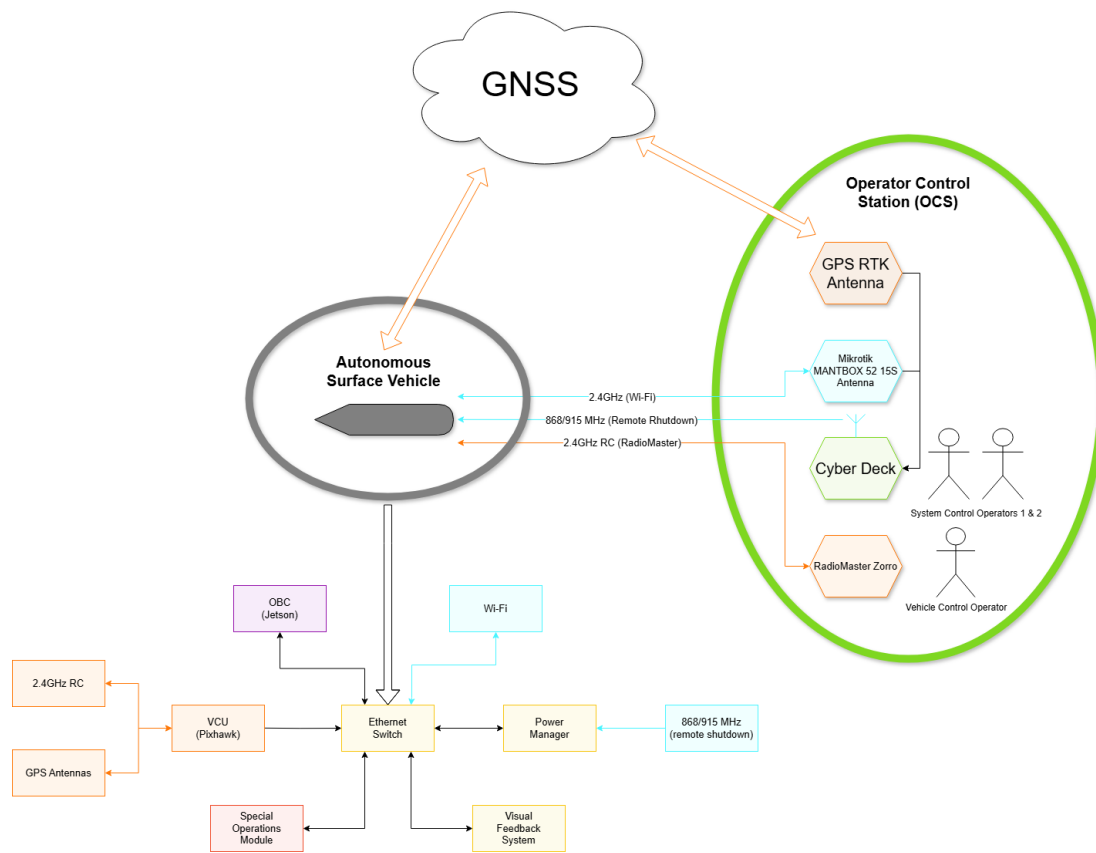 GNSS
Operator Control
Station (OCS)
GPS RTK
Antenna
Autonomous
Surface Vehicle
Mikrotik
MANTBOX 52 15S
Antenna
2.4GHz (Wi-Fi)
868/915 MHz (Remote Rhutdown)
2.4GHz RC (RadioMaster)
Cyber Deck
System Control Operators 1 & 2
RadioMaster Zorro
Vehicle Control Operator
OBC
(Jetson)
Wi-Fi
2.4GHz RC
VCU
(Pixhawk)
Ethernet
Switch
Power
Manager
868/915 MHz
(remote shutdown)
GPS Antennas
Special
Operations
Module
Visual
Feedback
System